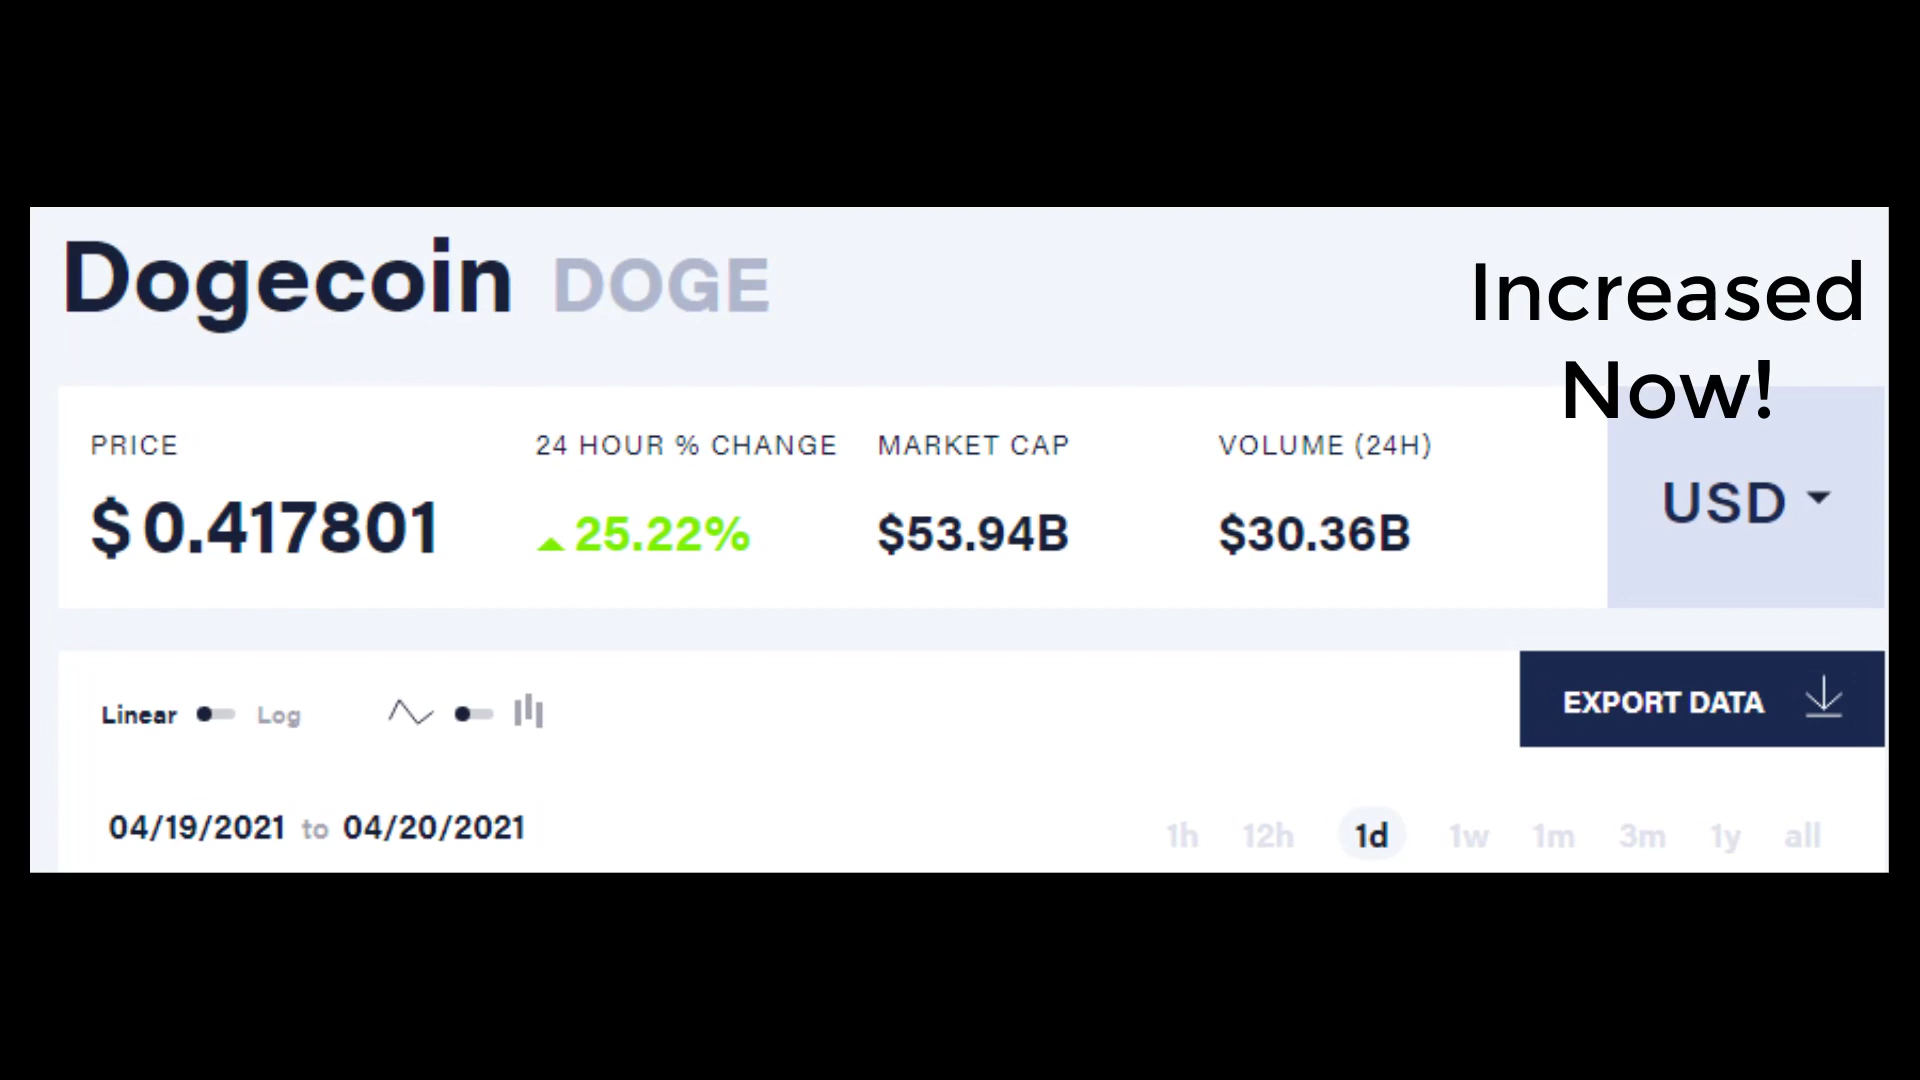 Dogecoin DOGE
Increased
Now!
PRICE
24 HOUR % CHANGE
MARKET CAP
VOLUME (24H)
$0.417801
25.22%
$53.94B
$30.36B
USD
Linear Log
EXPORT DATA
04/19/2021 to 04/20/2021
1h 12h 1d 1w 1m 3m 1y all